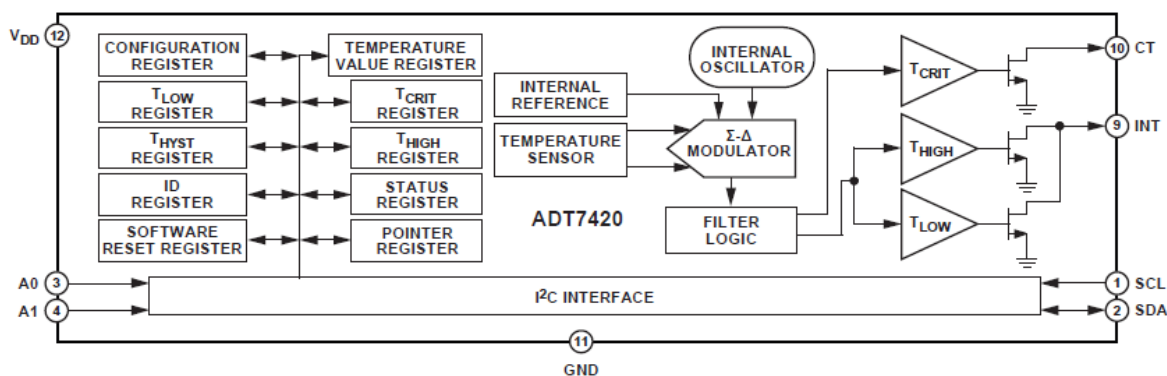 VDD 12
CONFIGURATION
REGISTER
TEMPERATURE
VALUE REGISTER
INTERNAL
OSCILLATOR
TCRIT
10 CT
TLOW
REGISTER
TCRIT
REGISTER
INTERNAL
REFERENCE
THYST
REGISTER
THIGH
REGISTER
TEMPERATURE
SENSOR
Σ-Δ
MODULATOR
THIGH
9 INT
ID
REGISTER
STATUS
REGISTER
ADT7420
FILTER
LOGIC
TLOW
SOFTWARE
RESET REGISTER
POINTER
REGISTER
A0 3
A1 4
I2C INTERFACE
1 SCL
2 SDA
11
GND